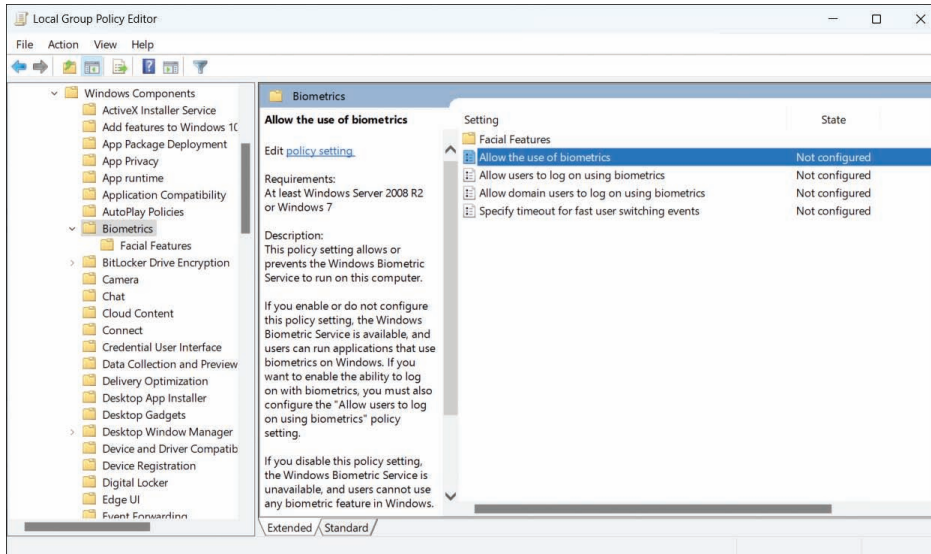 Local Group Policy Editor
File Action View Help
Windows Components
ActiveX Installer Service
Add features to Windows 1(
App Package Deployment
App Privacy
App runtime
Application Compatibility
AutoPlay Policies
Biometrics
Facial Features
BitLocker Drive Encryption
Camera
Chat
Cloud Content
Connect
Credential User Interface
Data Collection and Preview
Delivery Optimization
Desktop App Installer
Desktop Gadgets
Desktop Window Manager
Device and Driver Compatib
Device Registration
Digital Locker
Edge UI
Event Forwarding
Biometrics
Allow the use of biometrics
Edit policy setting
Requirements:
At least Windows Server 2008 R2
or Windows 7
Description:
This policy setting allows or
prevents the Windows Biometric
Service to run on this computer.
If you enable or do not configure
this policy setting, the Windows
Biometric Service is available, and
users can run applications that use
biometrics on Windows. If you
want to enable the ability to log
on with biometrics, you must also
configure the "Allow users to log
on using biometrics" policy
setting.
If you disable this policy setting,
the Windows Biometric Service is
unavailable, and users cannot use
any biometric feature in Windows.
Setting State
Facial Features
Allow the use of biometrics Not configured
Allow users to log on using biometrics Not configured
Allow domain users to log on using biometrics Not configured
Specify timeout for fast user switching events Not configured
Extended Standard